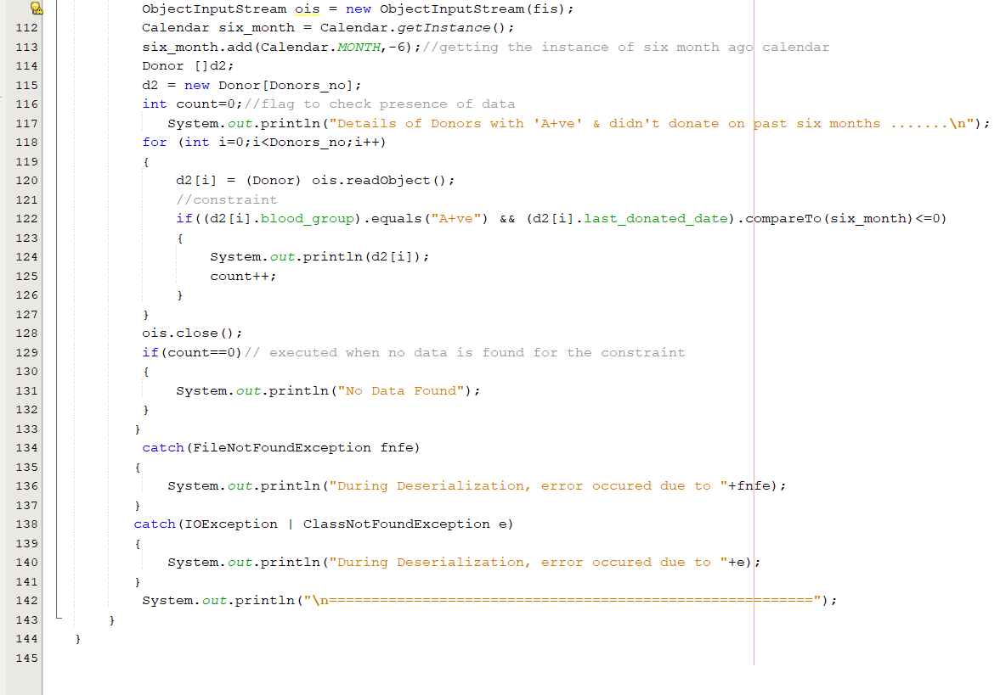 ObjectInputStream ois = new ObjectInputStream(fis);
112 Calendar six_month = Calendar.getInstance();
113 six_month.add(Calendar.MONTH,-6);//getting the instance of six month ago calendar
114 Donor []d2;
115 d2 = new Donor[Donors_no];
116 int count=0;//flag to check presence of data
117 System.out.println("Details of Donors with 'A+ve' & didn't donate on past six months .......\n");
118 for (int i=0;i<Donors_no;i++)
119 {
120 d2[i] = (Donor) ois.readObject();
121 //constraint
122 if((d2[i].blood_group).equals("A+ve") && (d2[i].last_donated_date).compareTo(six_month)<=0)
123 {
124 System.out.println(d2[i]);
125 count++;
126 }
127 }
128 ois.close();
129 if(count==0)// executed when no data is found for the constraint
130 {
131 System.out.println("No Data Found");
132 }
133 }
134 catch(FileNotFoundException fnfe)
135 {
136 System.out.println("During Deserialization, error occured due to "+fnfe);
137 }
138 catch(IOException | ClassNotFoundException e)
139 {
140 System.out.println("During Deserialization, error occured due to "+e);
141 }
142 System.out.println("\n=========================================================");
143 }
144 }
145